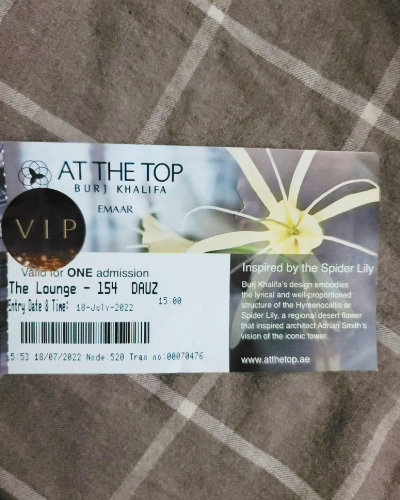 AT THE TOP
BURJ KHALIFA
EMAAR
VIP
Valid for ONE admission
The Lounge - 154 DAUZ
Entry Date & Time: 18-July-2022 15:00
5:53 18/07/2022 Node:520 Tran no:00070476
Inspired by the Spider Lily
Burj Khalifa's design embodies
the lyrical and well-proportioned
structure of the Hymenocallis or
Spider Lily, a regional desert flower
that inspired architect Adrian Smith's
vision of the iconic tower.
www.atthetop.ae